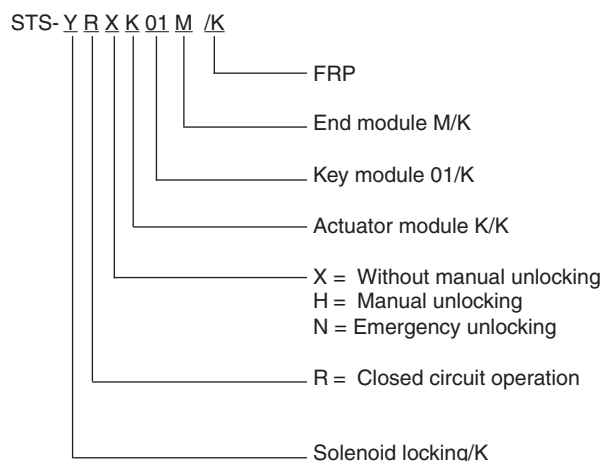 STS- Y R X K 01 M /K
FRP
End module M/K
Key module 01/K
Actuator module K/K
X = Without manual unlocking
H = Manual unlocking
N = Emergency unlocking
R = Closed circuit operation
Solenoid locking/K